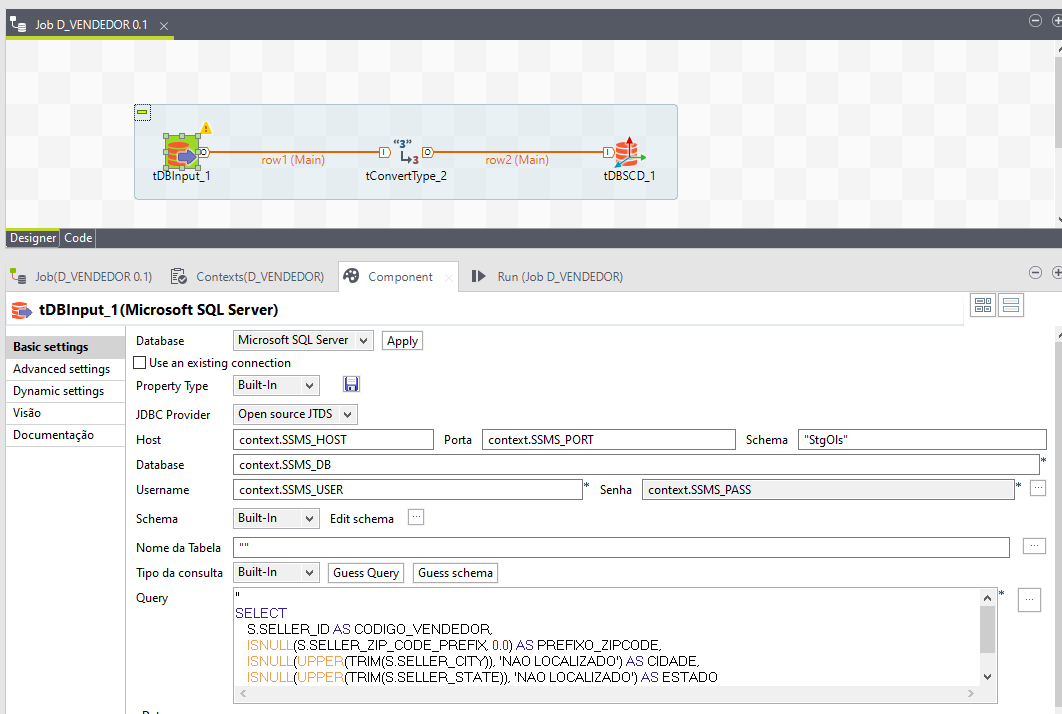 Job D_VENDEDOR 0.1
row1 (Main)
"3"
3
row2 (Main)
tDBInput_1
tConvertType_2
tDBSCD_1
Designer
Code
Job(D_VENDEDOR 0.1)
Contexts(D_VENDEDOR)
Component
Run (Job D_VENDEDOR)
tDBInput_1(Microsoft SQL Server)
Basic settings
Advanced settings
Dynamic settings
Visão
Documentação
Database Microsoft SQL Server Apply
Use an existing connection
Property Type Built-In
JDBC Provider Open source JTDS
Host context.SSMS_HOST Porta context.SSMS_PORT Schema "StgOls"
Database context.SSMS_DB *
Username context.SSMS_USER * Senha context.SSMS_PASS * ...
Schema Built-In Edit schema ...
Nome da Tabela "" ...
Tipo da consulta Built-In Guess Query Guess schema
Query " * ...
SELECT
S.SELLER_ID AS CODIGO_VENDEDOR,
ISNULL(S.SELLER_ZIP_CODE_PREFIX, 0.0) AS PREFIXO_ZIPCODE,
ISNULL(UPPER(TRIM(S.SELLER_CITY)), 'NAO LOCALIZADO') AS CIDADE,
ISNULL(UPPER(TRIM(S.SELLER_STATE)), 'NAO LOCALIZADO') AS ESTADO